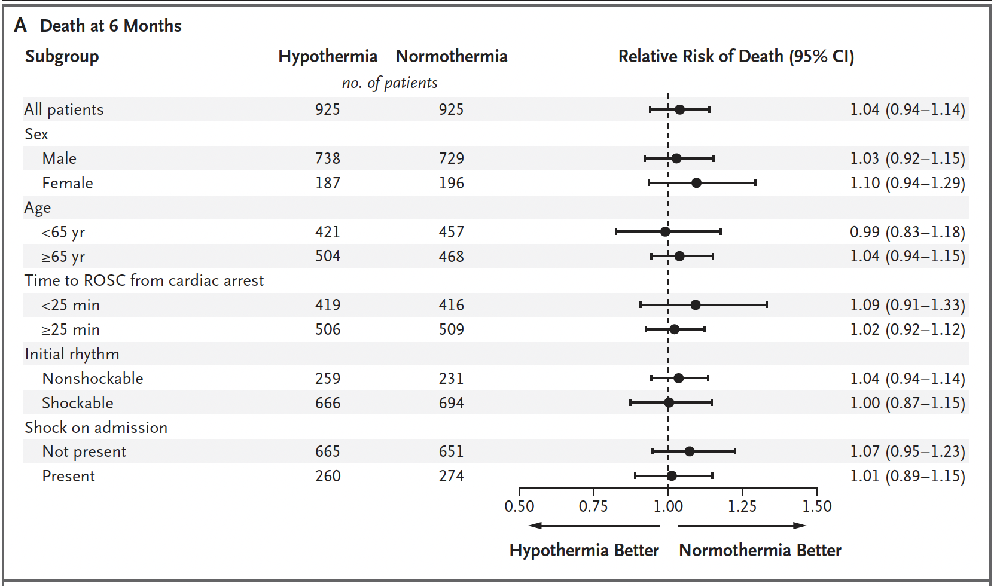 A Death at 6 Months
Subgroup Hypothermia Normothermia Relative Risk of Death (95% CI)
no. of patients
All patients 925 925 1.04 (0.94–1.14)
Sex
Male 738 729 1.03 (0.92–1.15)
Female 187 196 1.10 (0.94–1.29)
Age
<65 yr 421 457 0.99 (0.83–1.18)
≥65 yr 504 468 1.04 (0.94–1.15)
Time to ROSC from cardiac arrest
<25 min 419 416 1.09 (0.91–1.33)
≥25 min 506 509 1.02 (0.92–1.12)
Initial rhythm
Nonshockable 259 231 1.04 (0.94–1.14)
Shockable 666 694 1.00 (0.87–1.15)
Shock on admission
Not present 665 651 1.07 (0.95–1.23)
Present 260 274 1.01 (0.89–1.15)
0.50 0.75 1.00 1.25 1.50
Hypothermia Better Normothermia Better